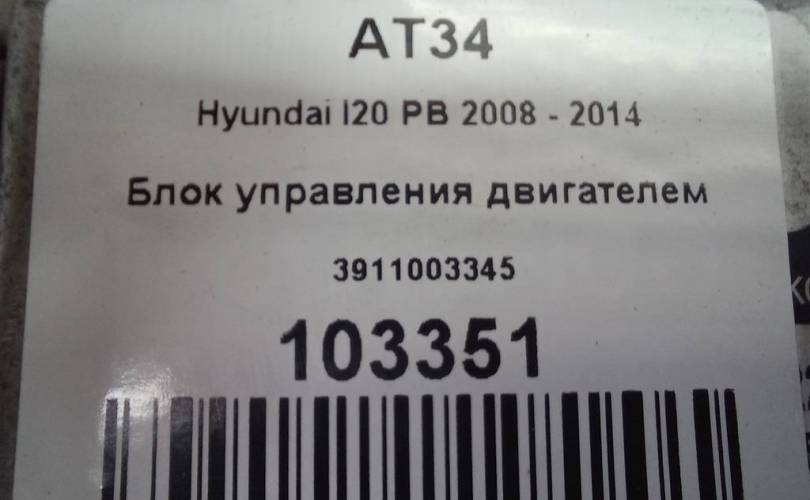 AT34
Hyundai I20 PB 2008 - 2014
Блок управления двигателем
3911003345
103351